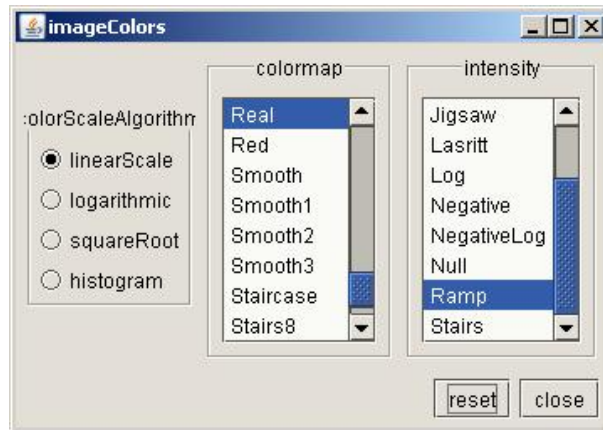 imageColors
:olorScaleAlgorithn
linearScale
logarithmic
squareRoot
histogram
colormap
Real
Red
Smooth
Smooth1
Smooth2
Smooth3
Staircase
Stairs8
intensity
Jigsaw
Lasritt
Log
Negative
NegativeLog
Null
Ramp
Stairs
reset
close